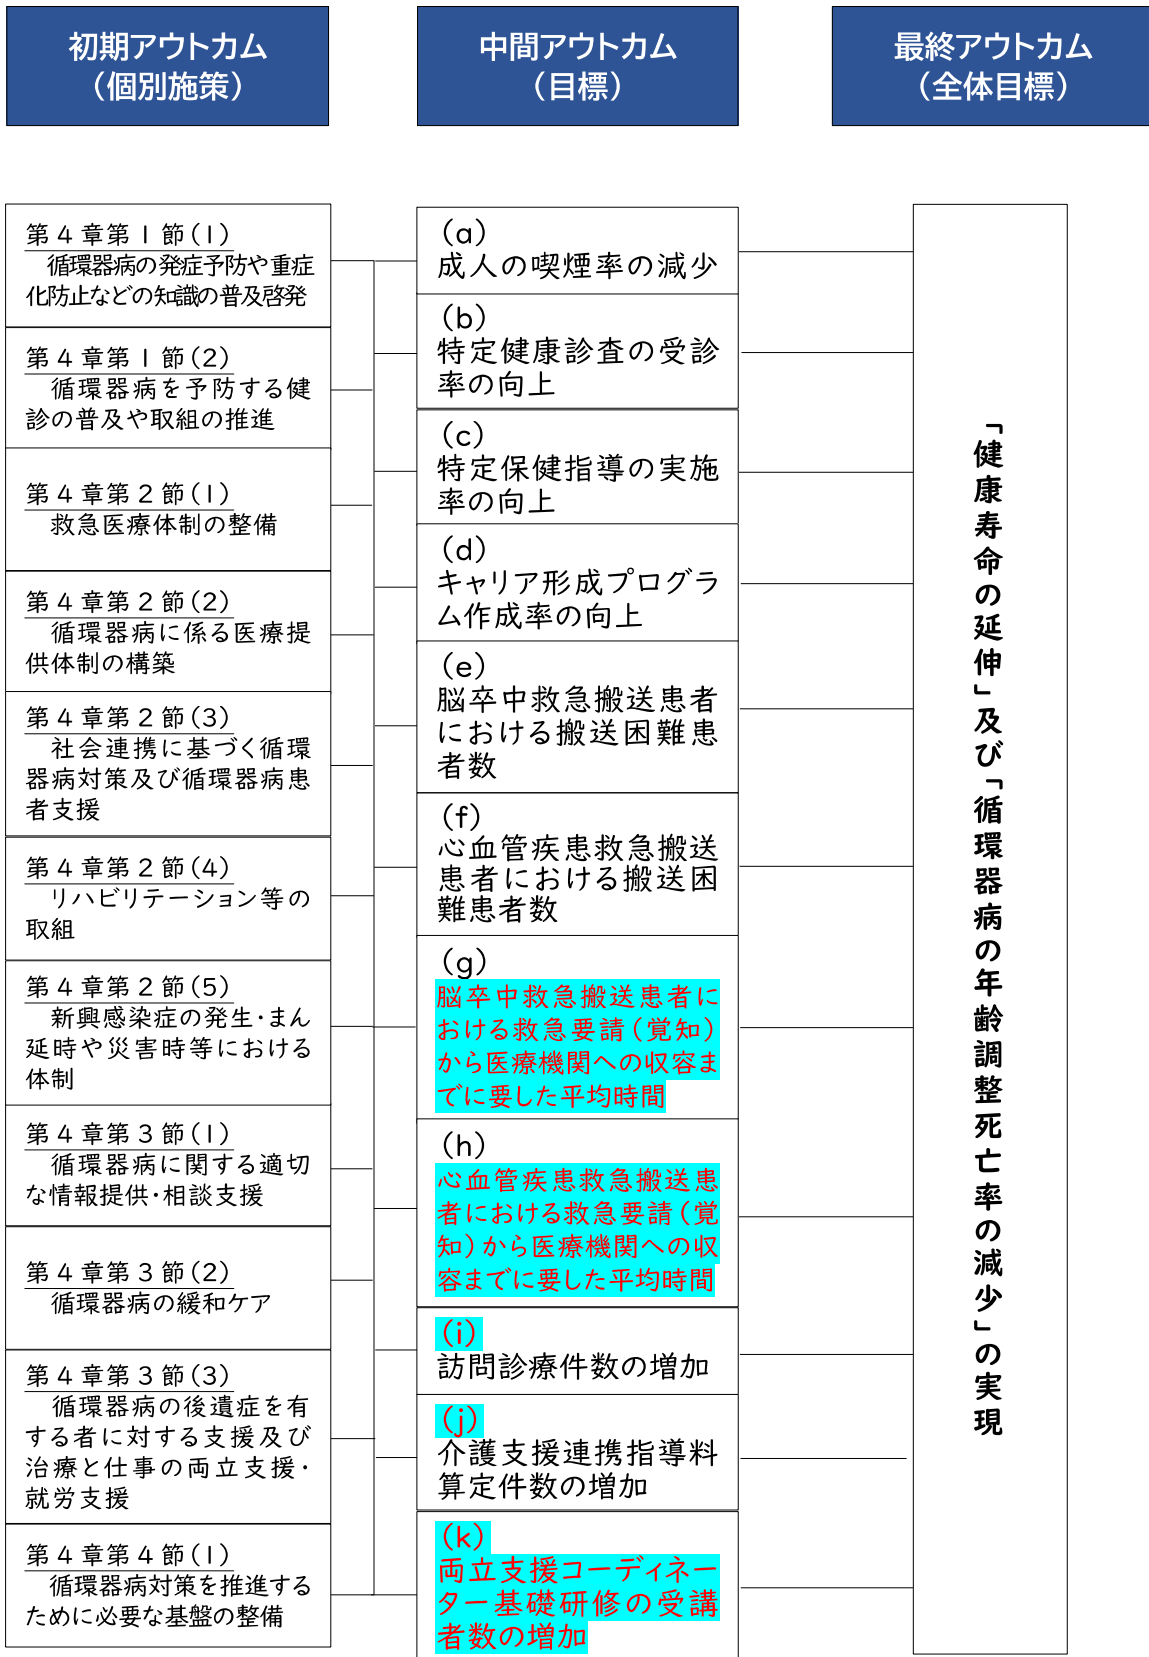 初期アウトカム
（個別施策）
中間アウトカム
（目標）
最終アウトカム
（全体目標）
第4章第1節(1)
循環器病の発症予防や重症
化防止などの知識の普及啓発
第4章第1節(2)
循環器病を予防する健
診の普及や取組の推進
第4章第2節(1)
救急医療体制の整備
第4章第2節(2)
循環器病に係る医療提
供体制の構築
第4章第2節(3)
社会連携に基づく循環
器病対策及び循環器病患
者支援
第4章第2節(4)
リハビリテーション等の
取組
第4章第2節(5)
新興感染症の発生・まん
延時や災害時等における
体制
第4章第3節(1)
循環器病に関する適切
な情報提供・相談支援
第4章第3節(2)
循環器病の緩和ケア
第4章第3節(3)
循環器病の後遺症を有
する者に対する支援及び
治療と仕事の両立支援・
就労支援
第4章第4節(1)
循環器病対策を推進する
ために必要な基盤の整備
(a)
成人の喫煙率の減少
(b)
特定健康診査の受診
率の向上
(c)
特定保健指導の実施
率の向上
(d)
キャリア形成プログラ
ム作成率の向上
(e)
脳卒中救急搬送患者
における搬送困難患
者数
(f)
心血管疾患救急搬送
患者における搬送困
難患者数
(g)
脳卒中救急搬送患者に
おける救急要請（覚知）
から医療機関への収容ま
でに要した平均時間
(h)
心血管疾患救急搬送患
者における救急要請（覚
知）から医療機関への収
容までに要した平均時間
(i)
訪問診療件数の増加
(j)
介護支援連携指導料
算定件数の増加
(k)
両立支援コーディネー
ター基礎研修の受講
者数の増加
「健康寿命の延伸」及び「循環器病の年齢調整死亡率の減少」の実現